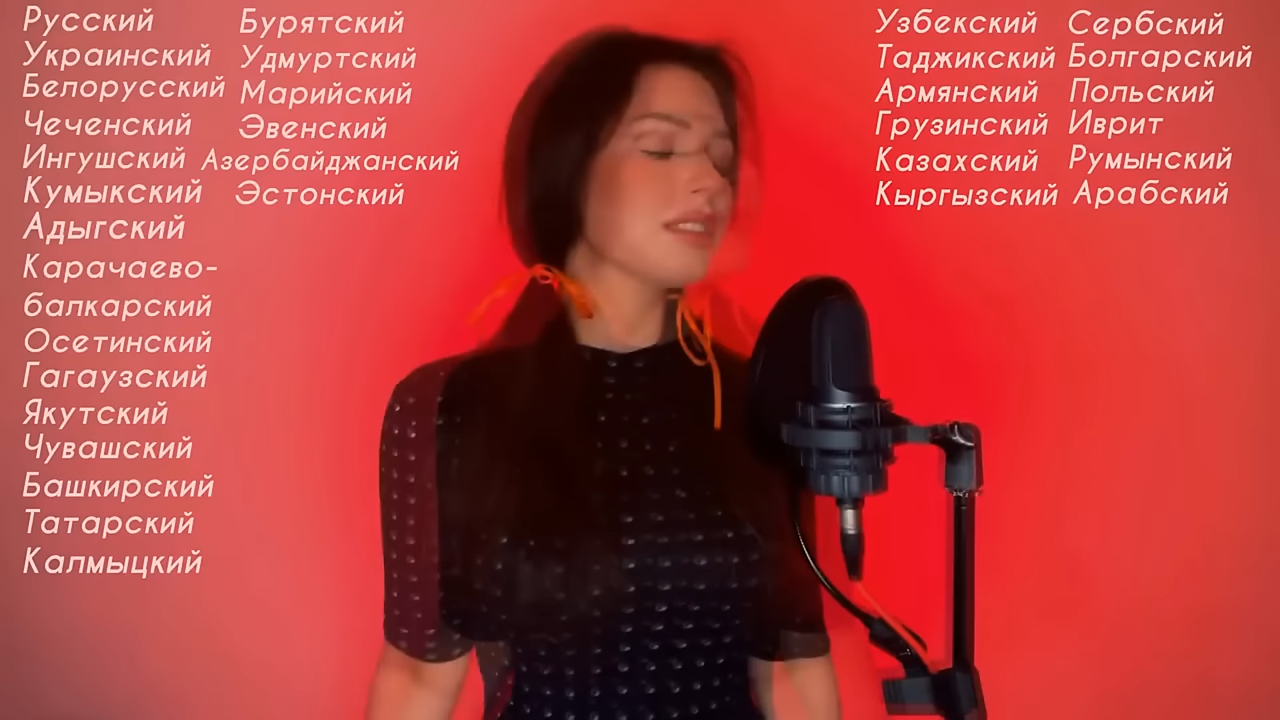 Русский
Украинский
Белорусский
Чеченский
Ингушский
Кумыкский
Адыгский
Карачаево-
балкарский
Осетинский
Гагаузский
Якутский
Чувашский
Башкирский
Татарский
Калмыцкий
Бурятский
Удмуртский
Марийский
Эвенский
Азербайджанский
Эстонский
Узбекский
Таджикский
Армянский
Грузинский
Казахский
Кыргызский
Сербский
Болгарский
Польский
Иврит
Румынский
Арабский